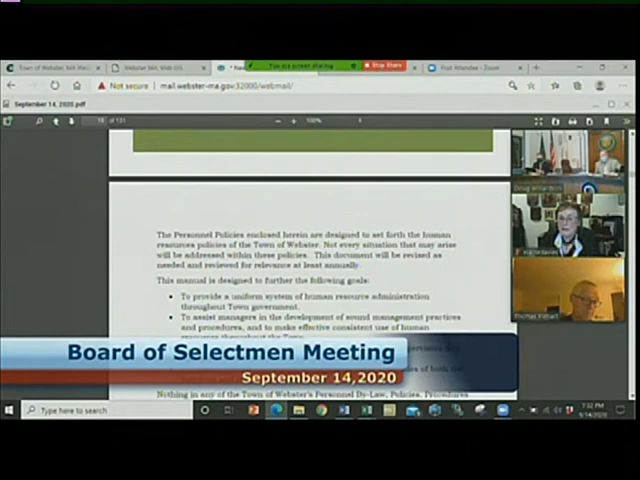 Town of Webster, MA
Webster MA, Web
You are screen sharing
Stop Share
Post Attendee - Zoom
Not secure | mail.webster-ma.gov:32000/webmail/
September 14, 2020.pdf
of 131
100%
The Personnel Policies enclosed herein are designed to set forth the human
resources policies of the Town of Webster. Not every situation that may arise
will be addressed within these policies. This document will be revised as
needed and reviewed for relevance at least annually.
This manual is designed to further the following goals:
• To provide a uniform system of human resource administration
throughout Town government.
• To assist managers in the development of sound management practices
and procedures, and to make effective consistent use of human
Board of Selectmen Meeting
September 14,2020
of both
Nothing in any of the Town of Webster's Personnel By-Law, Policies, Procedures
Type here to search
7:32 PM
9/14/2020